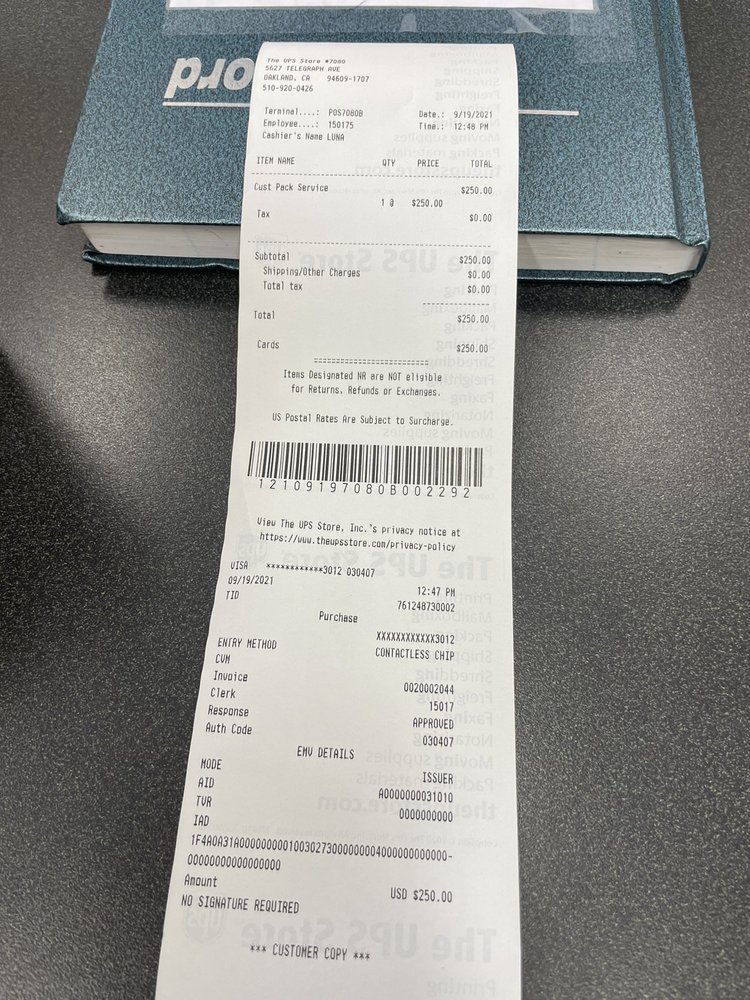 ord
The UPS Store #7080
5627 TELEGRAPH AVE
OAKLAND, CA 94609-1707
510-920-0426
Terminal....: POS7080B Date.: 9/19/2021
Employee....: 150175 Time.: 12:48 PM
Cashier's Name LUNA
ITEM NAME QTY PRICE TOTAL
Cust Pack Service $250.00
1 @ $250.00
Tax $0.00
Subtotal $250.00
Shipping/Other Charges $0.00
Total tax $0.00
Total $250.00
Cards $250.00
Items Designated NR are NOT eligible
for Returns, Refunds or Exchanges.
US Postal Rates Are Subject to Surcharge.
12109197080B002292
View The UPS Store, Inc.'s privacy notice at
https://www.theupsstore.com/privacy-policy
VISA ************3012 030407
09/19/2021 12:47 PM
TID 761248730002
Purchase
XXXXXXXXXXXX3012
ENTRY METHOD CONTACTLESS CHIP
CVM
Invoice 0020002044
Clerk 15017
Response APPROVED
Auth Code 030407
EMV DETAILS
MODE ISSUER
AID A0000000031010
TVR 0000000000
IAD
1F4A0A31A00000000010030273000000004000000000000-
0000000000000000
Amount USD $250.00
NO SIGNATURE REQUIRED
*** CUSTOMER COPY ***